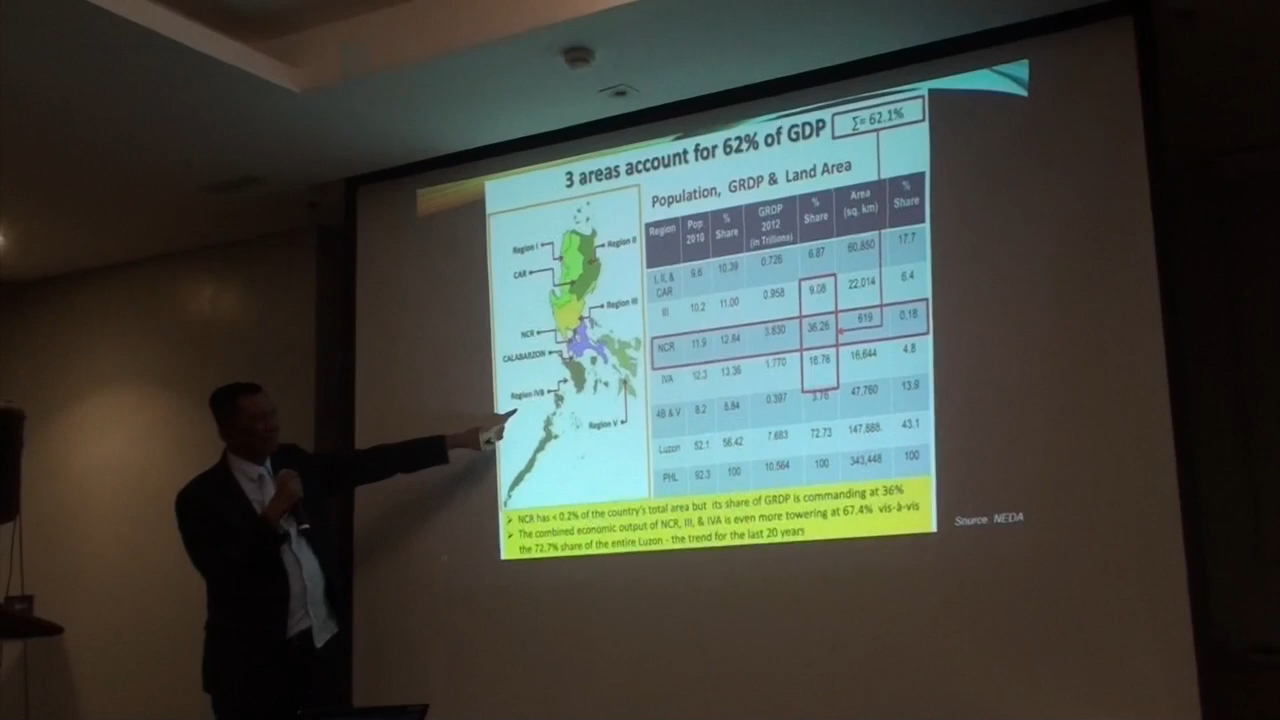 3 areas account for 62% of GDP
∑= 62.1%
Population, GRDP & Land Area
Region I
Region II
CAR
Region III
NCR
CALABARZON
Region IVB
Region V
Region Pop 2010 % Share GRDP 2012 (in Trillions) % Share Area (sq. km) % Share
I, II, & CAR 9.6 10.39 0.726 6.87 60,850 17.7
III 10.2 11.00 0.958 9.08 22,014 6.4
NCR 11.9 12.84 3.830 36.26 619 0.18
IVA 12.3 13.36 1.770 16.76 16,644 4.8
4B & V 8.2 8.84 0.397 3.76 47,760 13.9
Luzon 52.1 56.42 7.683 72.73 147,888. 43.1
PHL 92.3 100 10.564 100 343,448 100
➢ NCR has < 0.2% of the country's total area but its share of GRDP is commanding at 36%
➢ The combined economic output of NCR, III, & IVA is even more towering at 67.4% vis-à-vis
the 72.7% share of the entire Luzon - the trend for the last 20 years
Source: NEDA